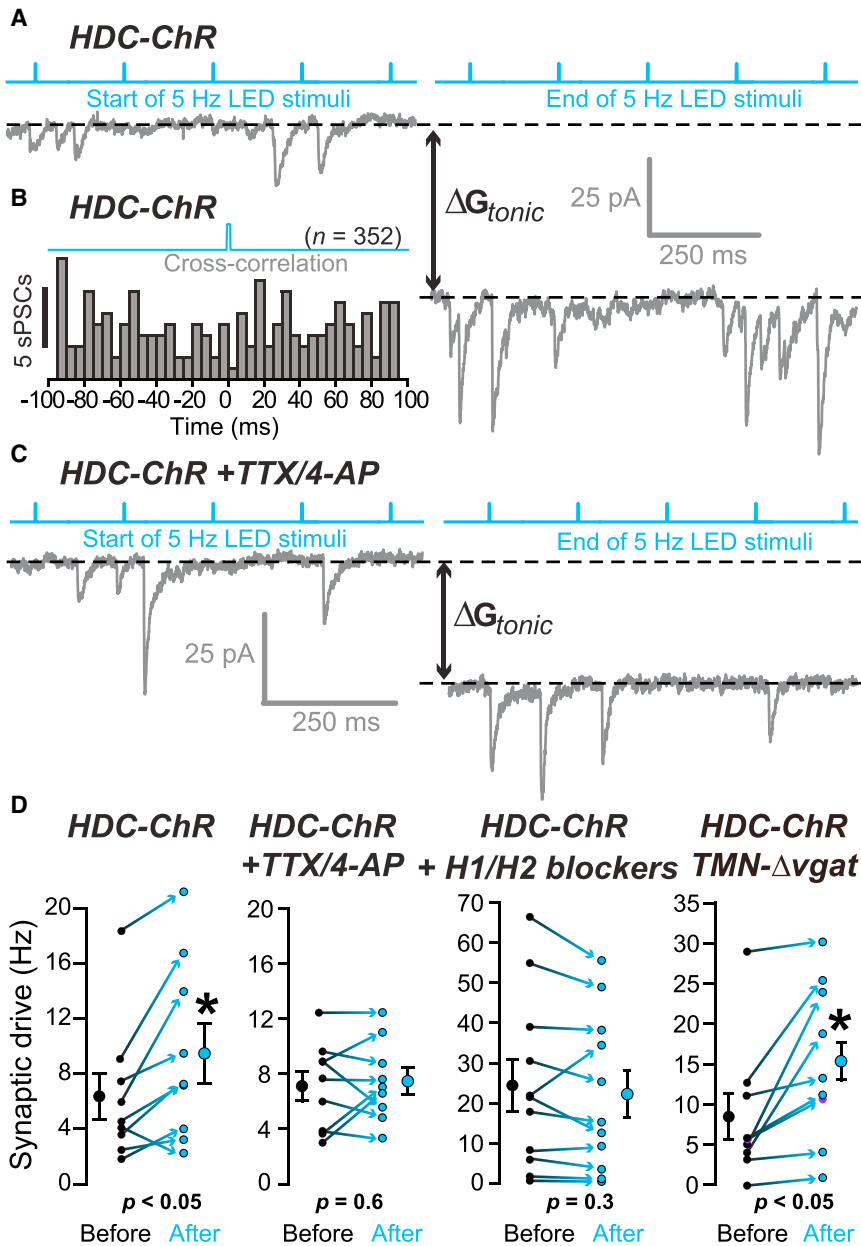 A
HDC-ChR
Start of 5 Hz LED stimuli
End of 5 Hz LED stimuli
ΔGtonic
25 pA
250 ms
B
HDC-ChR
(n = 352)
Cross-correlation
5 sPSCs
-100 -80 -60 -40 -20 0 20 40 60 80 100
Time (ms)
C
HDC-ChR +TTX/4-AP
Start of 5 Hz LED stimuli
End of 5 Hz LED stimuli
ΔGtonic
25 pA
250 ms
D
Synaptic drive (Hz)
HDC-ChR
20
16
12
8
4
0
*
p < 0.05
Before After
HDC-ChR
+TTX/4-AP
20
16
12
8
4
0
p = 0.6
Before After
HDC-ChR
+ H1/H2 blockers
70
60
50
40
30
20
10
0
p = 0.3
Before After
HDC-ChR
TMN-Δvgat
35
30
25
20
15
10
5
0
*
p < 0.05
Before After